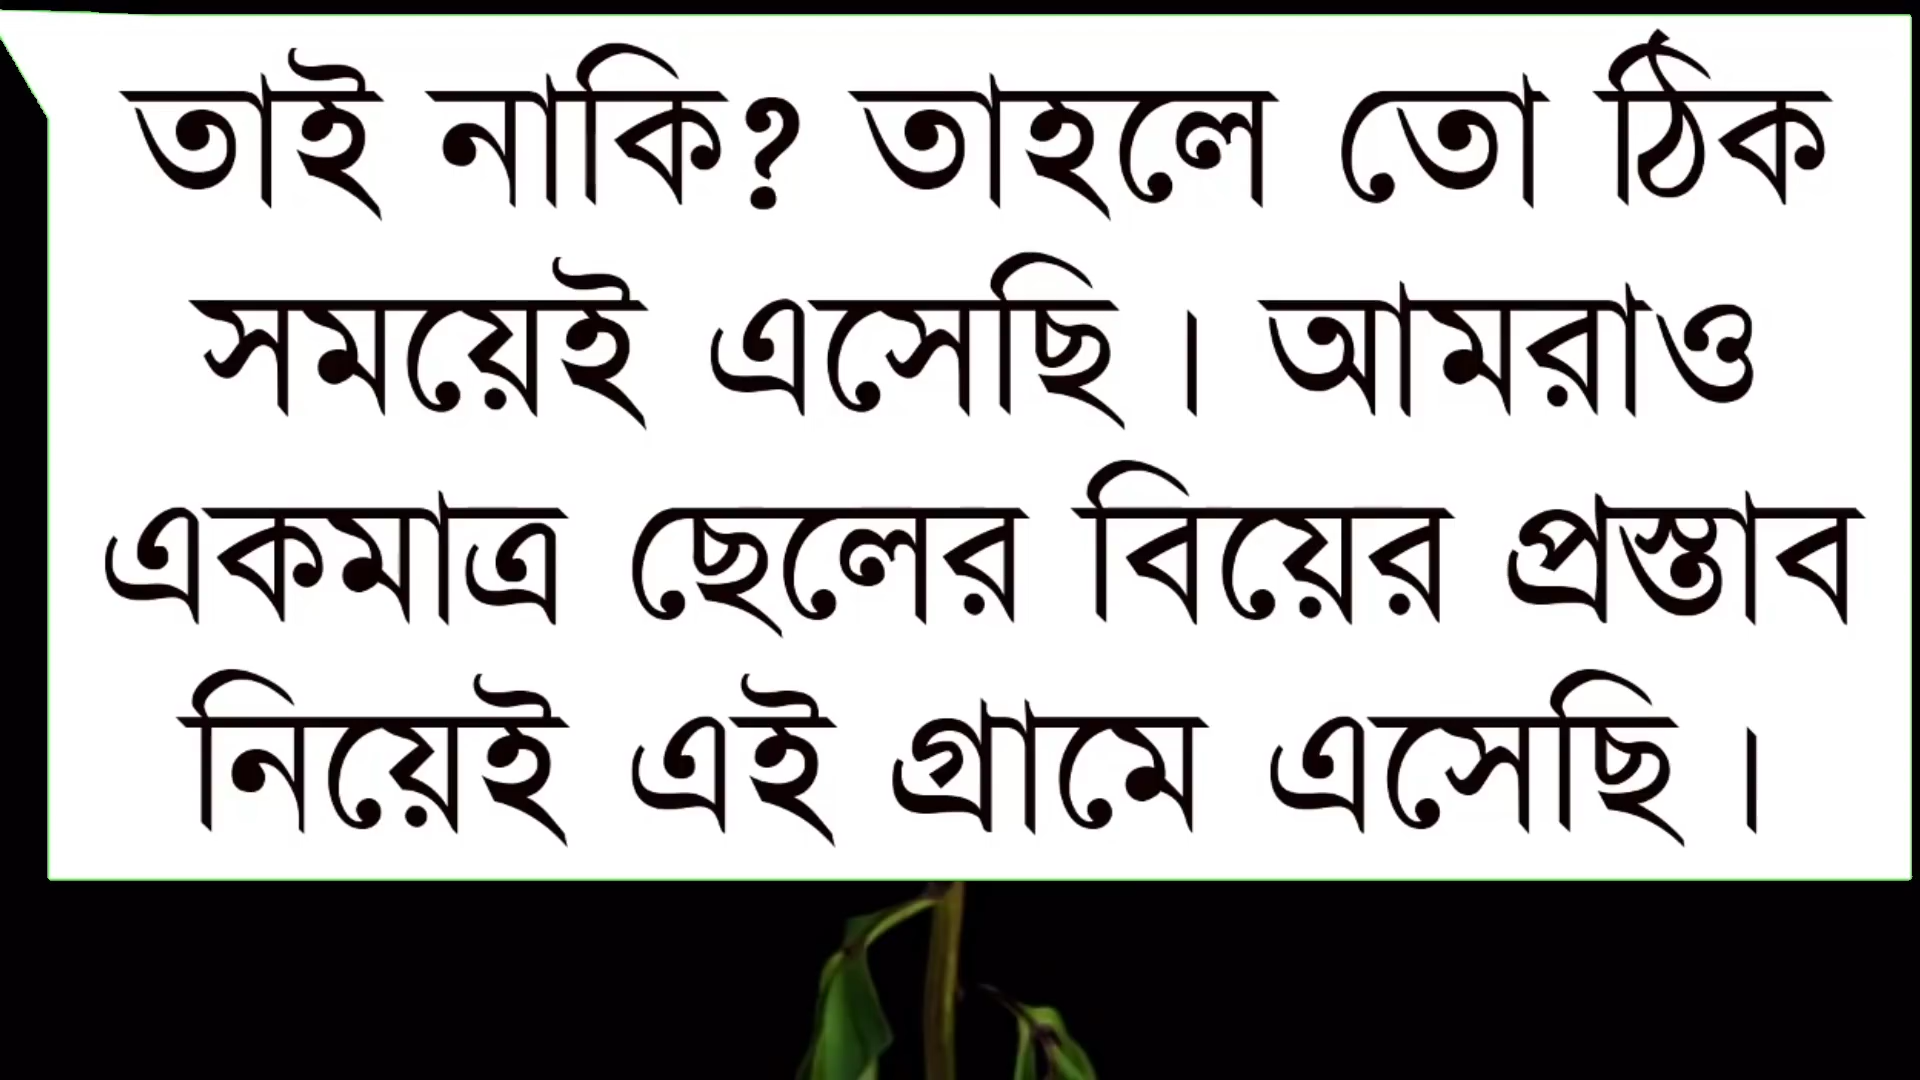 তাই নাকি? তাহলে তো ঠিক
সময়েই এসেছি। আমরাও
একমাত্র ছেলের বিয়ের প্রস্তাব
নিয়েই এই গ্রামে এসেছি।